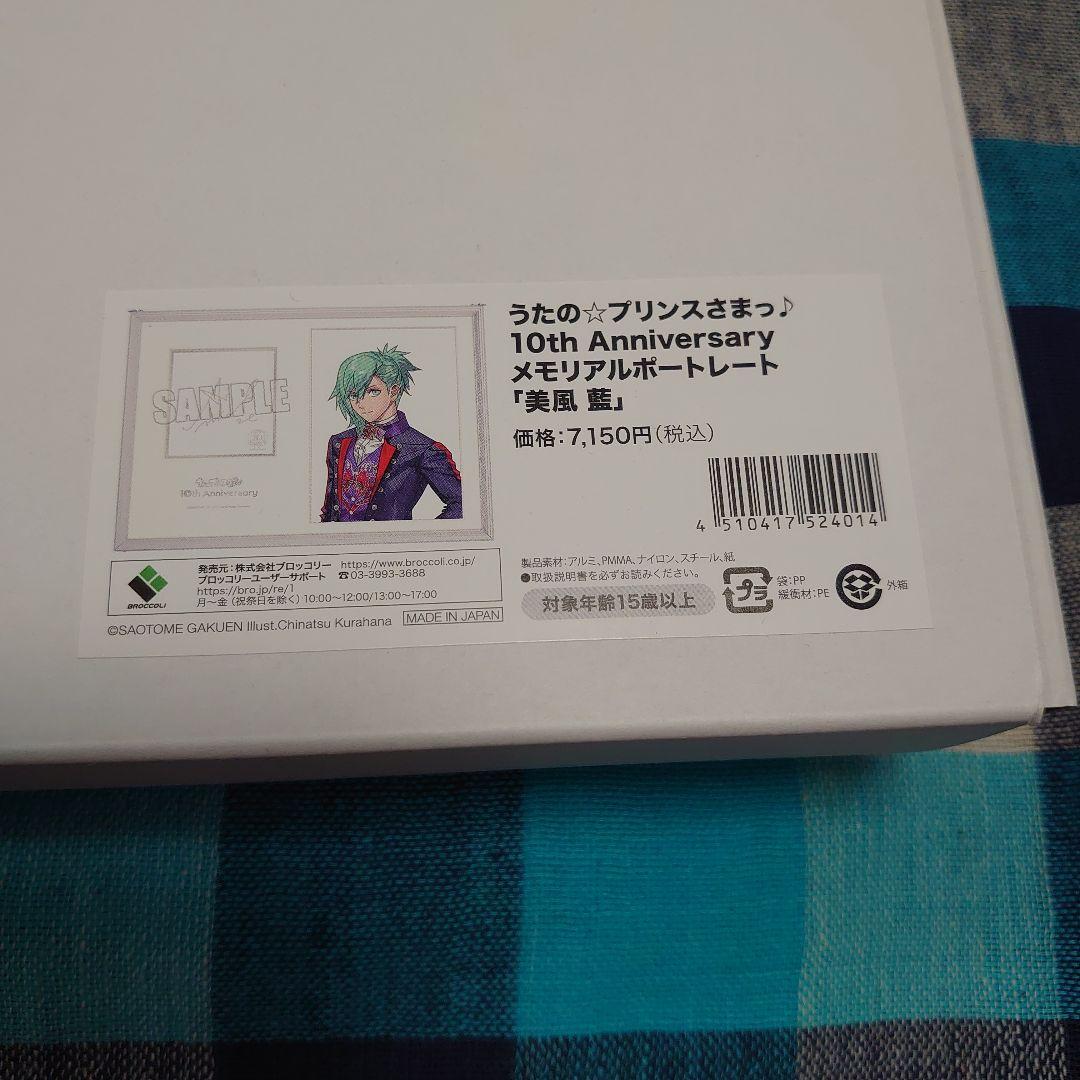 うたの☆プリンスさまっ♪
10th Anniversary
メモリアルポートレート
「美風 藍」
価格:7,150円(税込)
4 510417 524014
SAMPLE
10th Anniversary
BROCCOLI
発売元:株式会社ブロッコリー https://www.broccoli.co.jp/
ブロッコリーユーザーサポート ☎03-3993-3688
https://bro.jp/re/1
月～金 (祝祭日を除く) 10:00～12:00/13:00～17:00
©SAOTOME GAKUEN Illust.Chinatsu Kurahana MADE IN JAPAN
製品素材:アルミ、PMMA、ナイロン、スチール、紙
●取扱説明書を必ずお読みください。
対象年齢15歳以上
プラ
袋:PP
緩衝材:PE
外箱